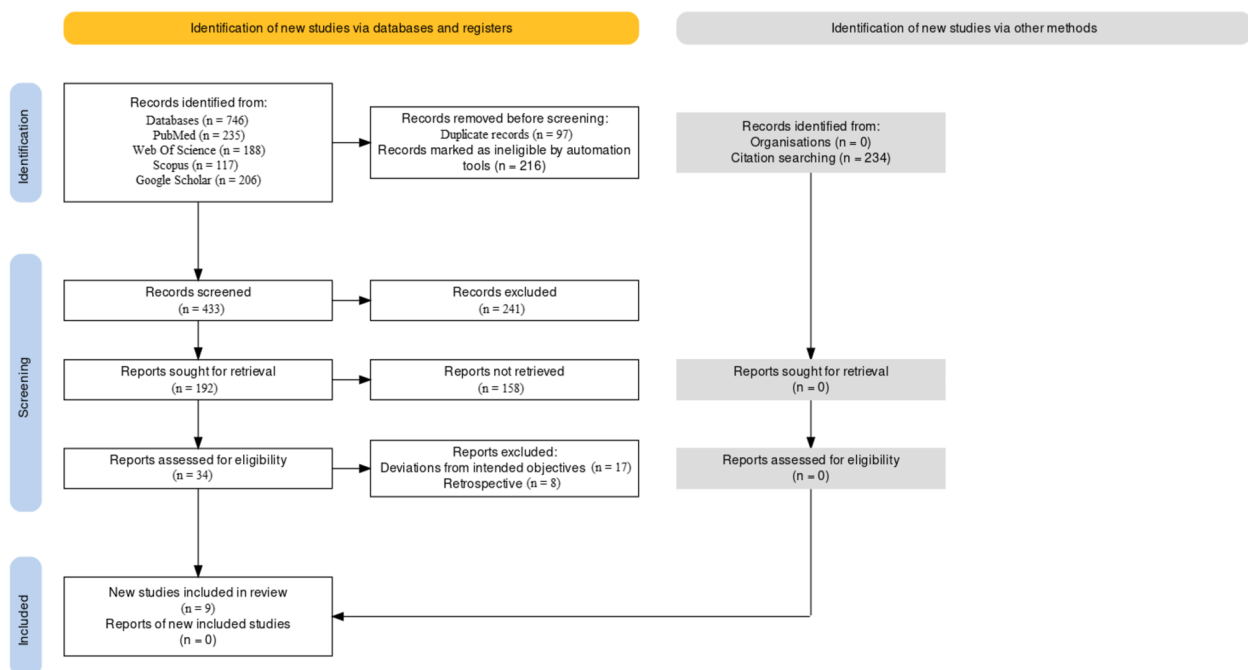 Identification of new studies via databases and registers
Identification of new studies via other methods
Identification
Records identified from:
Databases (n = 746)
PubMed (n = 235)
Web Of Science (n = 188)
Scopus (n = 117)
Google Scholar (n = 206)
Records removed before screening:
Duplicate records (n = 97)
Records marked as ineligible by automation
tools (n = 216)
Records identified from:
Organisations (n = 0)
Citation searching (n = 234)
Screening
Records screened
(n = 433)
Records excluded
(n = 241)
Reports sought for retrieval
(n = 192)
Reports not retrieved
(n = 158)
Reports sought for retrieval
(n = 0)
Reports assessed for eligibility
(n = 34)
Reports excluded:
Deviations from intended objectives (n = 17)
Retrospective (n = 8)
Reports assessed for eligibility
(n = 0)
Included
New studies included in review
(n = 9)
Reports of new included studies
(n = 0)